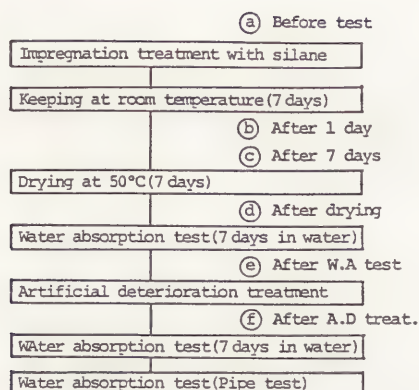 ⓐ Before test
Impregnation treatment with silane
Keeping at room temperature(7 days)
ⓑ After 1 day
ⓒ After 7 days
Drying at 50°C(7 days)
ⓓ After drying
Water absorption test(7 days in water)
ⓔ After W.A test
Artificial deterioration treatment
ⓕ After A.D treat.
WAter absorption test(7 days in water)
Water absorption test(Pipe test)